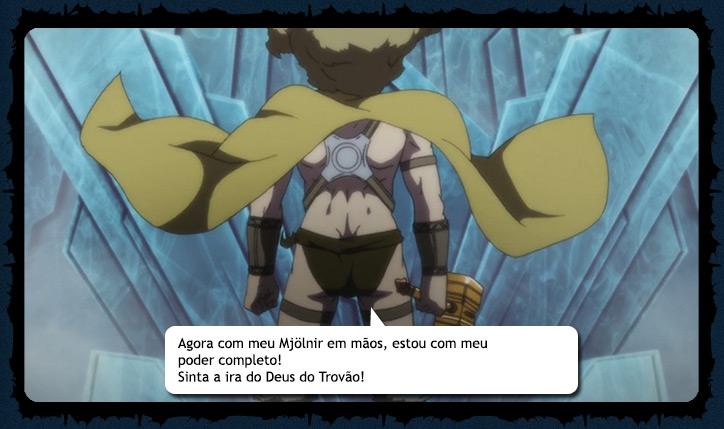 Agora com meu Mjölnir em mãos, estou com meu
poder completo!
Sinta a ira do Deus do Trovão!